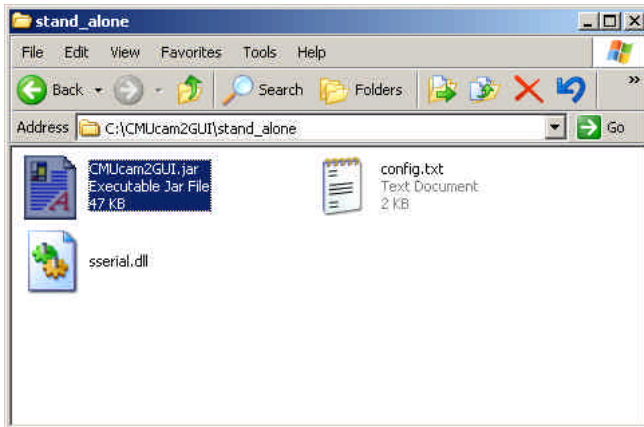 stand_alone
File Edit View Favorites Tools Help
Back Search Folders »
Address C:\CMUcam2GUI\stand_alone Go
CMUcam2GUI.jar
Executable Jar File
47 KB
config.txt
Text Document
2 KB
sserial.dll